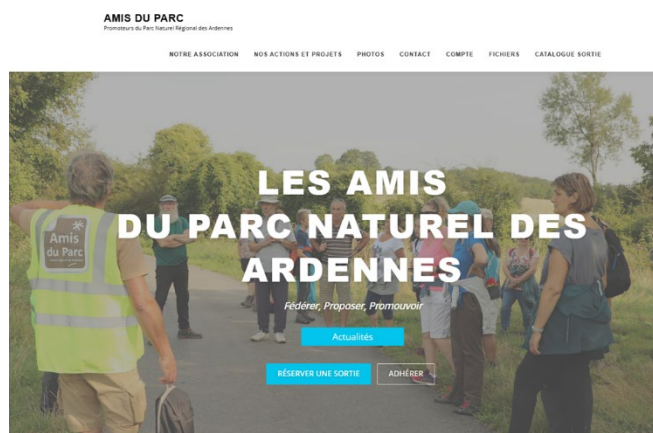 AMIS DU PARC
Promoteurs du Parc Naturel Régional des Ardennes
NOTRE ASSOCIATION NOS ACTIONS ET PROJETS PHOTOS CONTACT COMPTE FICHIERS CATALOGUE SORTIE
LES AMIS
DU PARC NATUREL DES
ARDENNES
Amis
du Parc
Fédérer, Proposer, Promouvoir
Actualités
RÉSERVER UNE SORTIE ADHÉRER